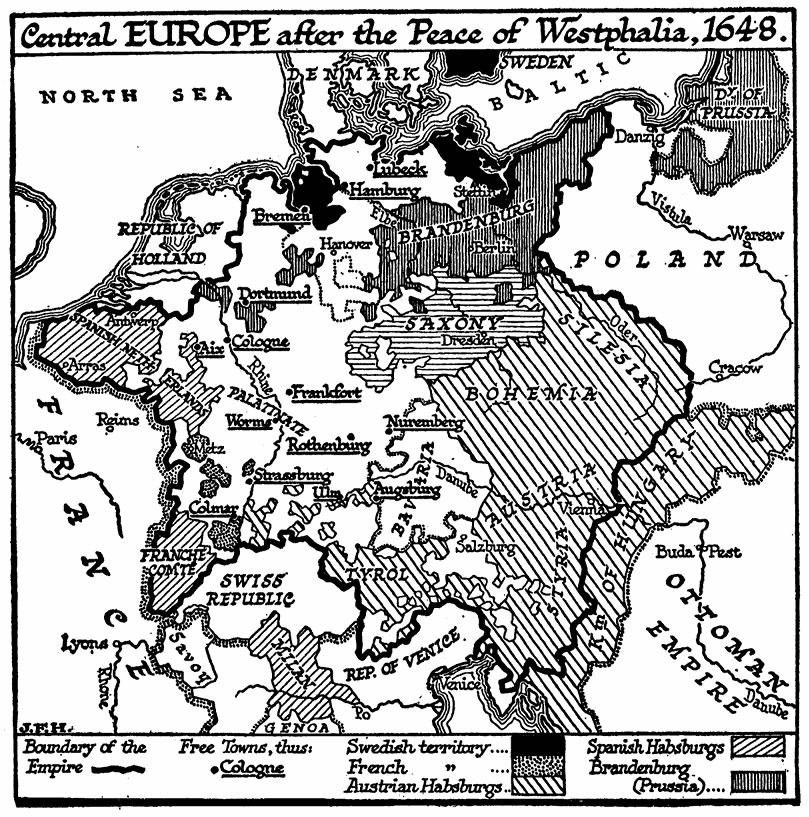 Central EUROPE after the Peace of Westphalia, 1648.
SWEDEN
DENMARK
BALTIC
NORTH SEA
DY. OF
PRUSSIA
Danzig
Lübeck
Hamburg
Stettin
Vistula
Bremen
Elbe
BRANDENBURG
REPUBLIC OF
HOLLAND
Hanover
Berlin
Warsaw
POLAND
Dortmund
SPANISH NETHERLANDS
Antwerp
SAXONY
Dresden
Oder
SILESIA
Aix
Cologne
Arras
Rhine
Cracow
Frankfort
BOHEMIA
PALATINATE
Reims
Worms
Nuremberg
Paris
FRANCE
Metz
Rothenburg
BAVARIA
Strassburg
Danube
Ulm
Augsburg
AUSTRIA
Colmar
Vienna
Km. OF HUNGARY
FRANCHE
COMTÉ
Salzburg
Buda Pest
TYROL
STYRIA
SWISS
REPUBLIC
OTTOMAN
EMPIRE
Lyons
Savoy
MILAN
REP. OF VENICE
Rhone
Venice
Danube
Po
J.F.H.
GENOA
Boundary of the
Empire
Free Towns, thus:
Cologne
Swedish territory....
French " ....
Austrian Habsburgs..
Spanish Habsburgs
Brandenburg
(Prussia)....